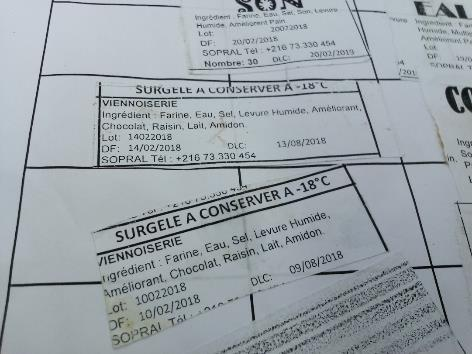 SON
Ingrédient : Farine, Eau, Sel, Son, Levure
Humide, Améliorent Pain.
Lot: 20022018
DF: 20/02/2018
SOPRAL Tél : +216 73.330 454
Nombre: 30 DLC: 20/02/2019
SURGELE A CONSERVER A -18°C
VIENNOISERIE
Ingrédient : Farine, Eau, Sel, Levure Humide, Améliorant,
Chocolat, Raisin, Lait, Amidon.
Lot: 14022018
DF: 14/02/2018 DLC: 13/08/2018
SOPRAL Tél : +216 73 330 454
SURGELE A CONSERVER A -18°C
VIENNOISERIE
Ingrédient : Farine, Eau, Sel, Levure Humide,
Améliorant, Chocolat, Raisin, Lait, Amidon.
Lot: 10022018
DF: 10/02/2018 DLC: 09/08/2018
SOPRAL Tél